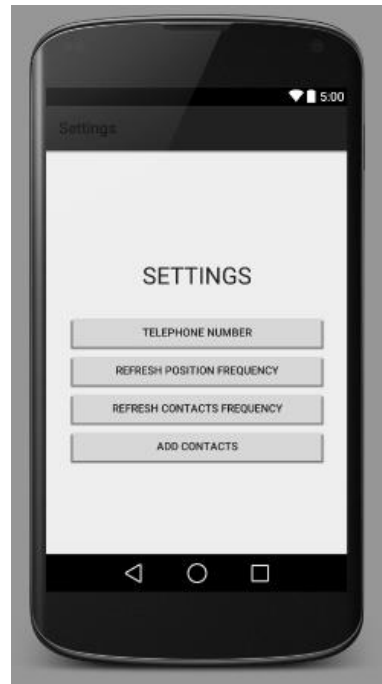 5:00
Settings
SETTINGS
TELEPHONE NUMBER
REFRESH POSITION FREQUENCY
REFRESH CONTACTS FREQUENCY
ADD CONTACTS